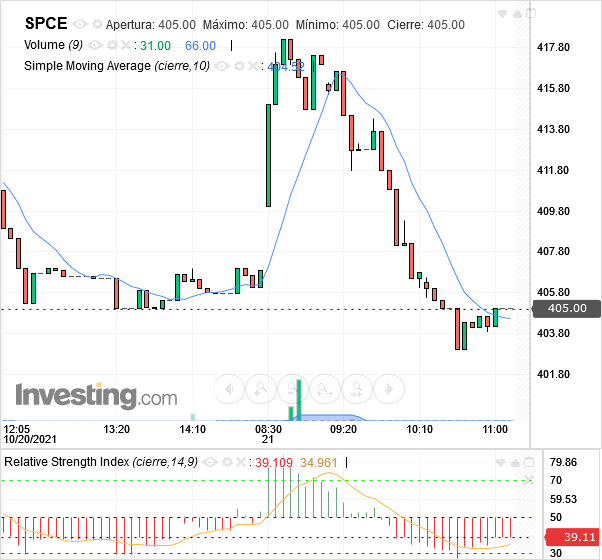 SPCE Apertura: 405.00 Máximo: 405.00 Mínimo: 405.00 Cierre: 405.00
Volume (9) : 31.00 66.00
Simple Moving Average (cierre,10) : 404.52
417.80
415.80
413.80
411.80
409.80
407.80
405.80
405.00
403.80
401.80
Investing.com
12:05 13:20 14:10 08:30 09:20 10:10 11:00
10/20/2021 21
Relative Strength Index (cierre,14,9) : 39.109 34.961
79.86
70
59.53
50
39.11
30
Investing